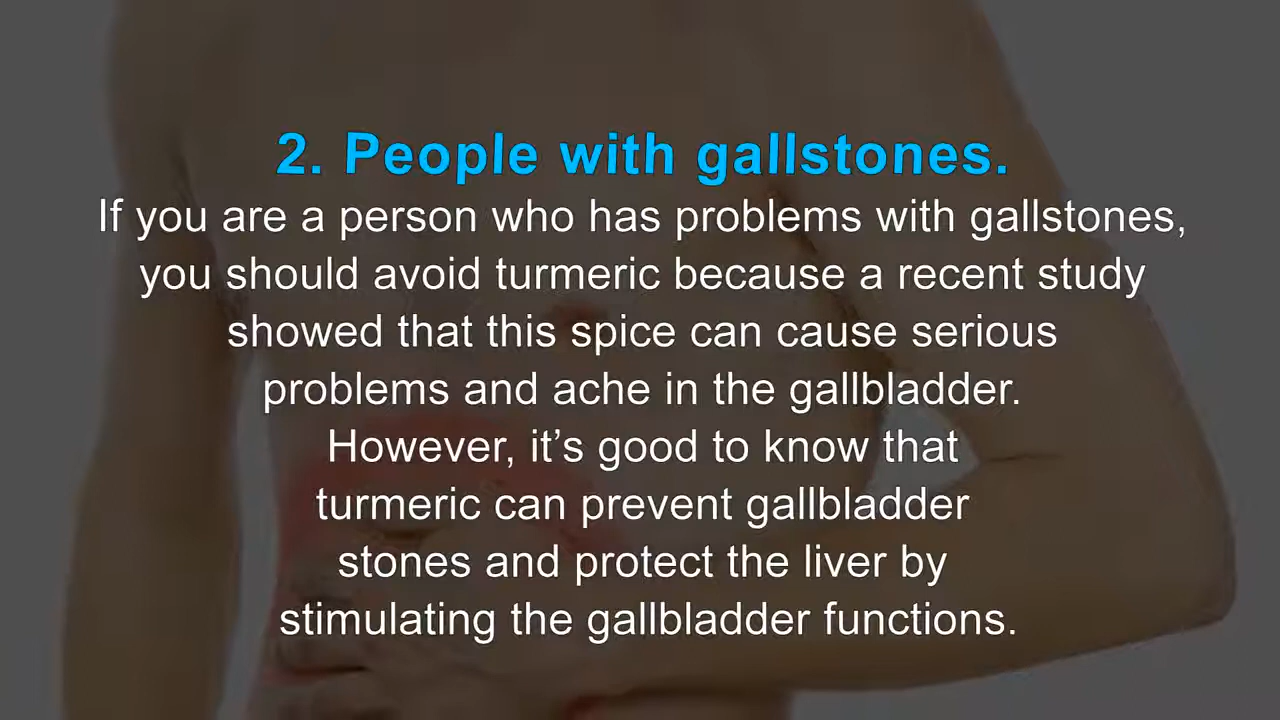 2. People with gallstones.
If you are a person who has problems with gallstones,
you should avoid turmeric because a recent study
showed that this spice can cause serious
problems and ache in the gallbladder.
However, it’s good to know that
turmeric can prevent gallbladder
stones and protect the liver by
stimulating the gallbladder functions.